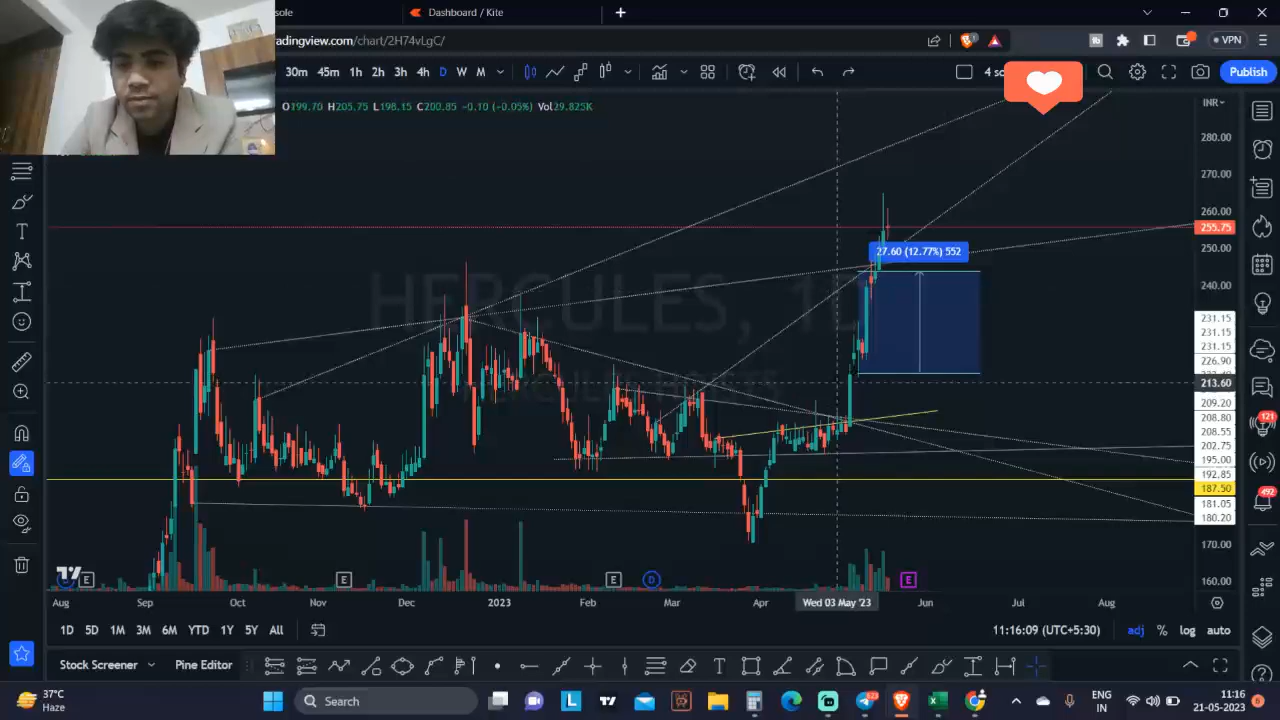 sole
Dashboard / Kite
adingview.com/chart/2H74vLgC/
VPN
30m 45m 1h 2h 3h 4h D W M
Publish
O199.70 H205.75 L198.15 C200.85 -0.10 (-0.05%) Vol29.825K
INR
280.00
270.00
260.00
255.75
250.00
27.60 (12.77%) 552
240.00
HERCULES, 1D
231.15
231.15
231.15
226.90
213.60
209.20
208.80
208.55
202.75
195.00
192.85
187.50
181.05
180.20
170.00
160.00
121
492
E E E D E
Aug Sep Oct Nov Dec 2023 Feb Mar Apr Wed 03 May '23 Jun Jul Aug
1D 5D 1M 3M 6M YTD 1Y 5Y All
11:16:09 (UTC+5:30) adj % log auto
Stock Screener Pine Editor
37°C
Haze
Search
ENG
IN
11:16
21-05-2023